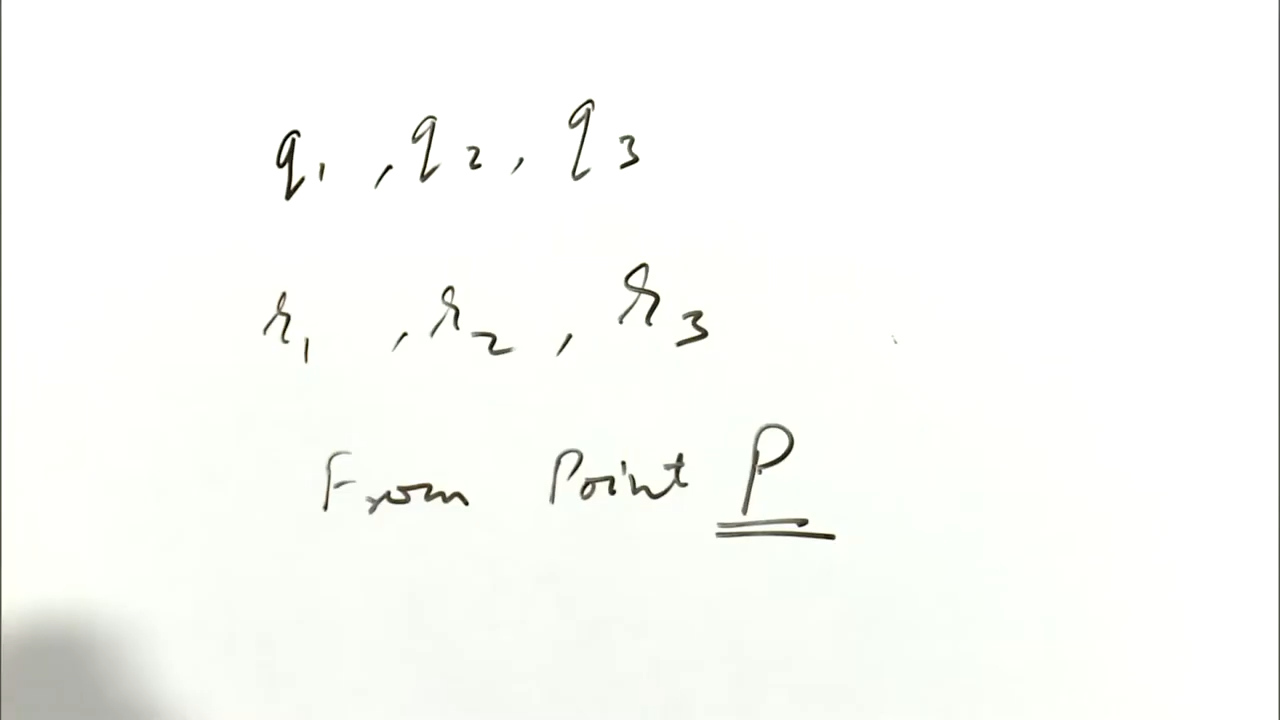 q1, q2, q3
r1, r2, r3
From Point P